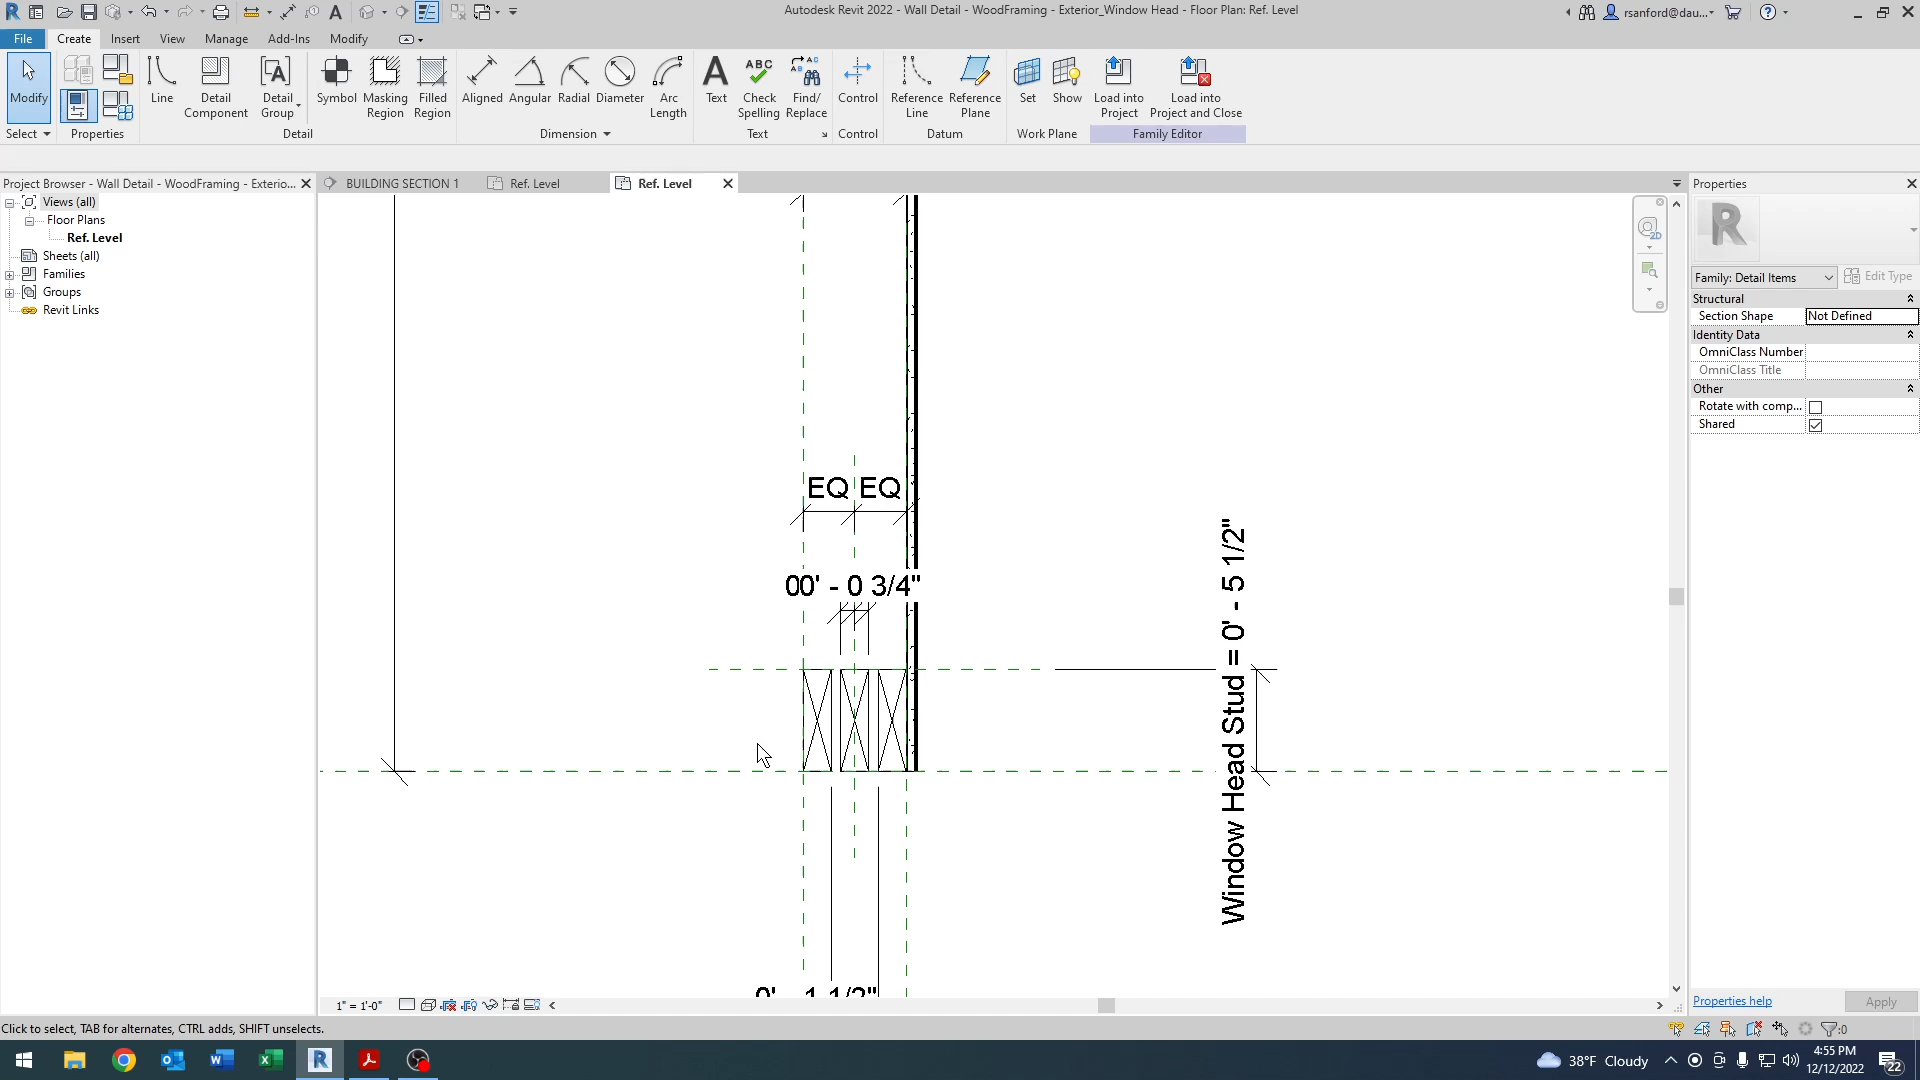 Autodesk Revit 2022 - Wall Detail - WoodFraming - Exterior_Window Head - Floor Plan: Ref. Level
rsanford@dau...
File
Create
Insert
View
Manage
Add-Ins
Modify
Modify
Line
Detail Component
Detail Group
Symbol
Masking Region
Filled Region
Aligned
Angular
Radial
Diameter
Arc Length
Text
ABC
Check Spelling
Find/ Replace
Control
Reference Line
Reference Plane
Set
Show
Load into Project
Load into Project and Close
Select
Properties
Detail
Dimension
Text
Control
Datum
Work Plane
Family Editor
Project Browser - Wall Detail - WoodFraming - Exterio...
BUILDING SECTION 1
Ref. Level
Ref. Level
Properties
Views (all)
Floor Plans
Ref. Level
Sheets (all)
Families
Groups
Revit Links
2D
Family: Detail Items
Edit Type
Structural
Section Shape
Not Defined
Identity Data
OmniClass Number
OmniClass Title
Other
Rotate with comp...
Shared
EQ EQ
00' - 0 3/4"
Window Head Stud = 0' - 5 1/2"
0' - 1 1/2"
1" = 1'-0"
Properties help
Apply
Click to select, TAB for alternates, CTRL adds, SHIFT unselects.
:0
38°F Cloudy
4:55 PM
12/12/2022
22